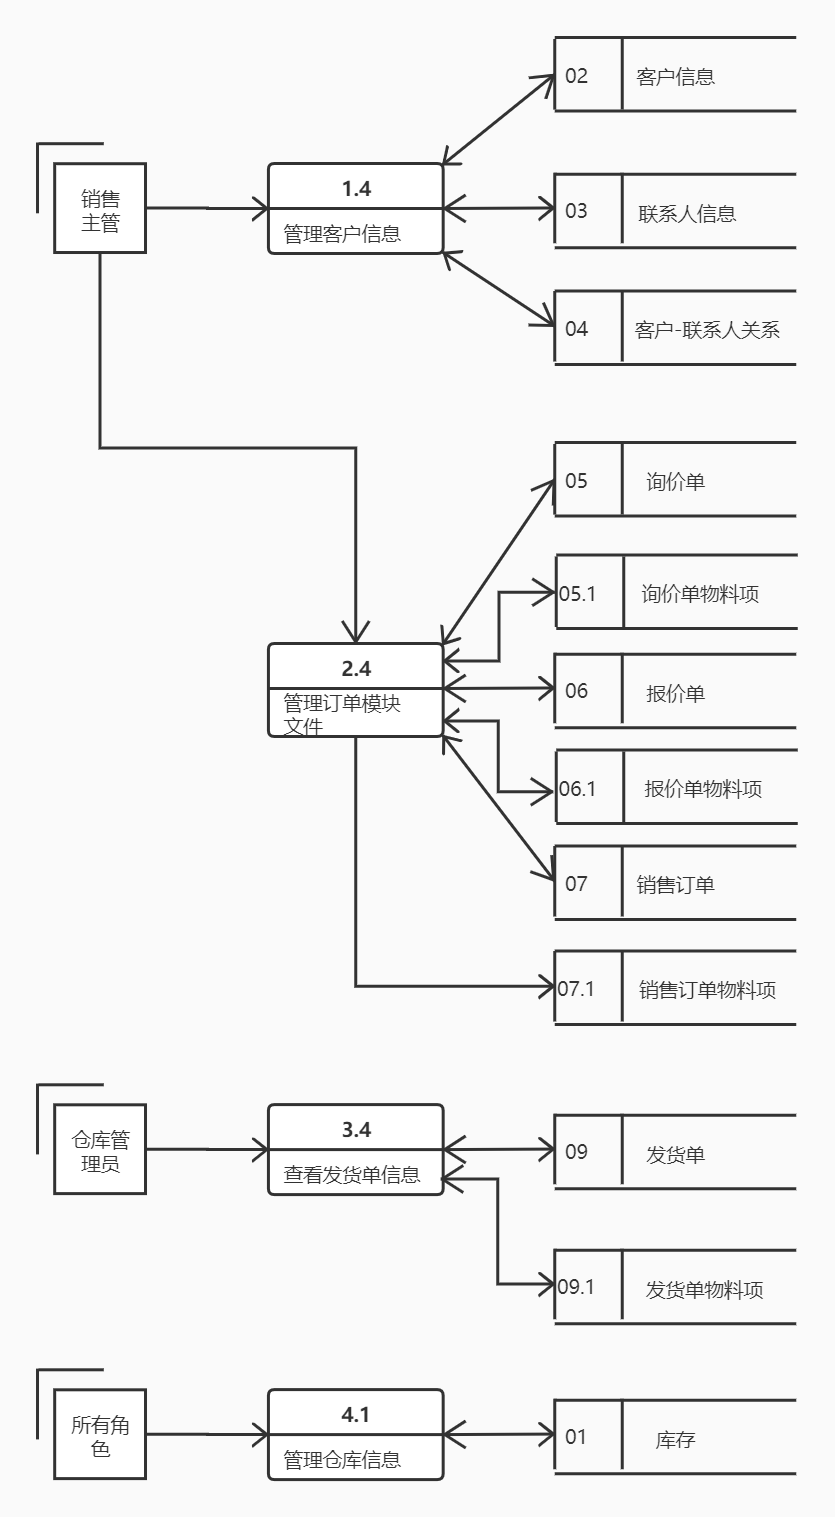 02
客户信息
销售
主管
1.4
管理客户信息
03
联系人信息
04
客户-联系人关系
05
询价单
05.1
询价单物料项
2.4
管理订单模块
文件
06
报价单
06.1
报价单物料项
07
销售订单
07.1
销售订单物料项
仓库管
理员
3.4
查看发货单信息
09
发货单
09.1
发货单物料项
所有角
色
4.1
管理仓库信息
01
库存